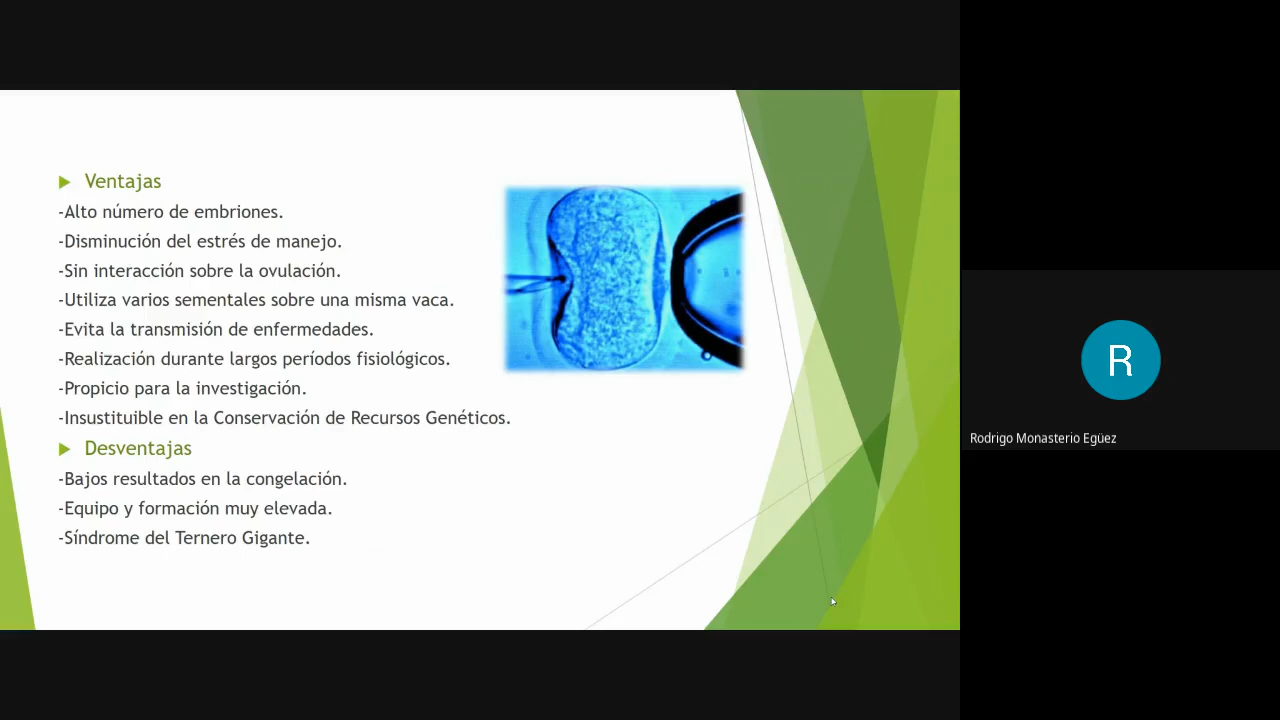 Ventajas
-Alto número de embriones.
-Disminución del estrés de manejo.
-Sin interacción sobre la ovulación.
-Utiliza varios sementales sobre una misma vaca.
-Evita la transmisión de enfermedades.
-Realización durante largos períodos fisiológicos.
-Propicio para la investigación.
-Insustituible en la Conservación de Recursos Genéticos.
Desventajas
-Bajos resultados en la congelación.
-Equipo y formación muy elevada.
-Síndrome del Ternero Gigante.
R
Rodrigo Monasterio Egüez